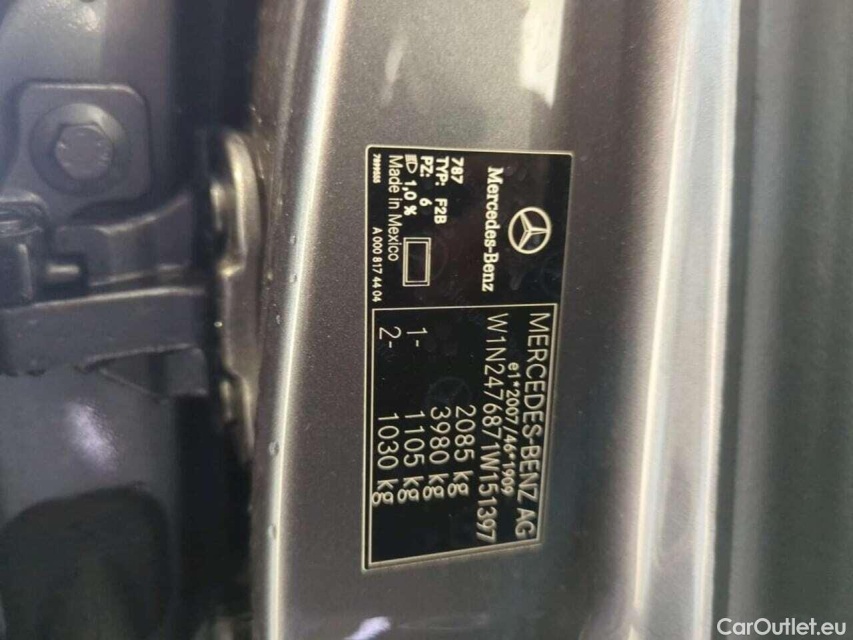 Mercedes-Benz
787
TYP: F2B
PZ: 6
1,0 %
Made in Mexico
7899555
A 000 817 44 04
MERCEDES-BENZ AG
e1*2007/46*1909
W1N2476871W151397
2085 kg
3980 kg
1- 1105 kg
2- 1030 kg
CarOutlet.eu